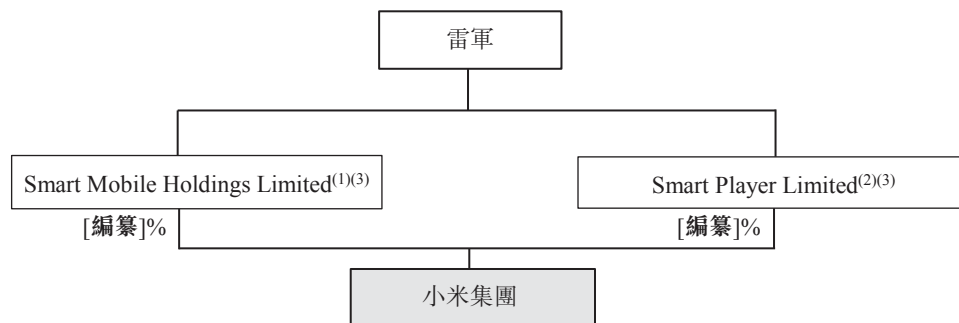 雷軍
Smart Mobile Holdings Limited(1)(3)
Smart Player Limited(2)(3)
[編纂]%
[編纂]%
小米集團